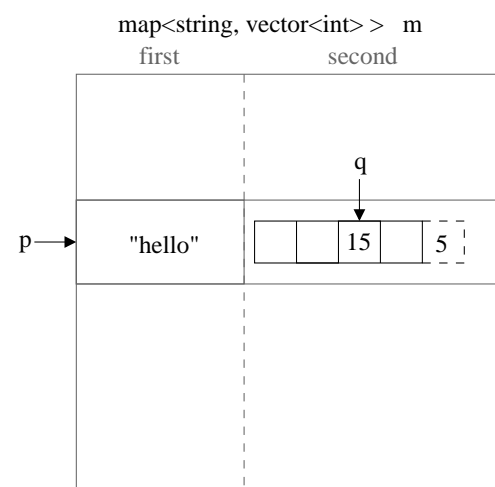 map<string, vector<int> > m
first second
q
p "hello" 15 5